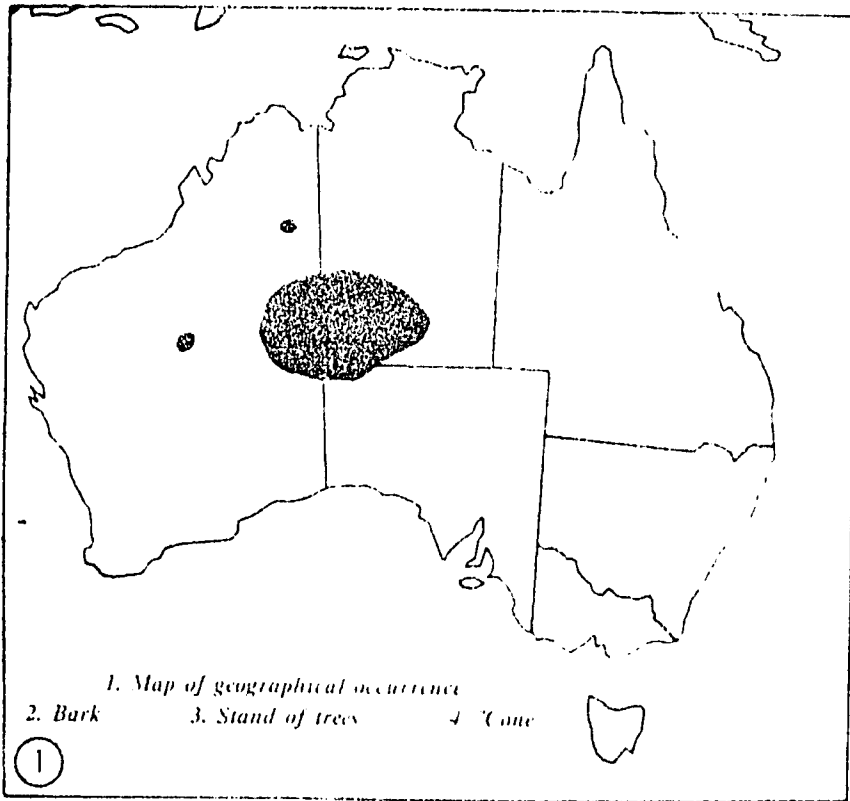 1. Map of geographical occurrence
2. Bark 3. Stand of trees 4 Cone
1